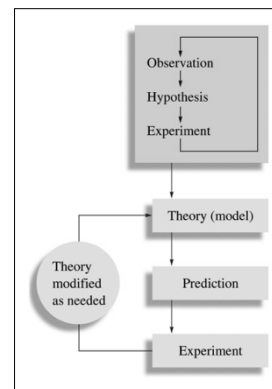 Observation
Hypothesis
Experiment
Theory (model)
Theory
modified
as needed
Prediction
Experiment